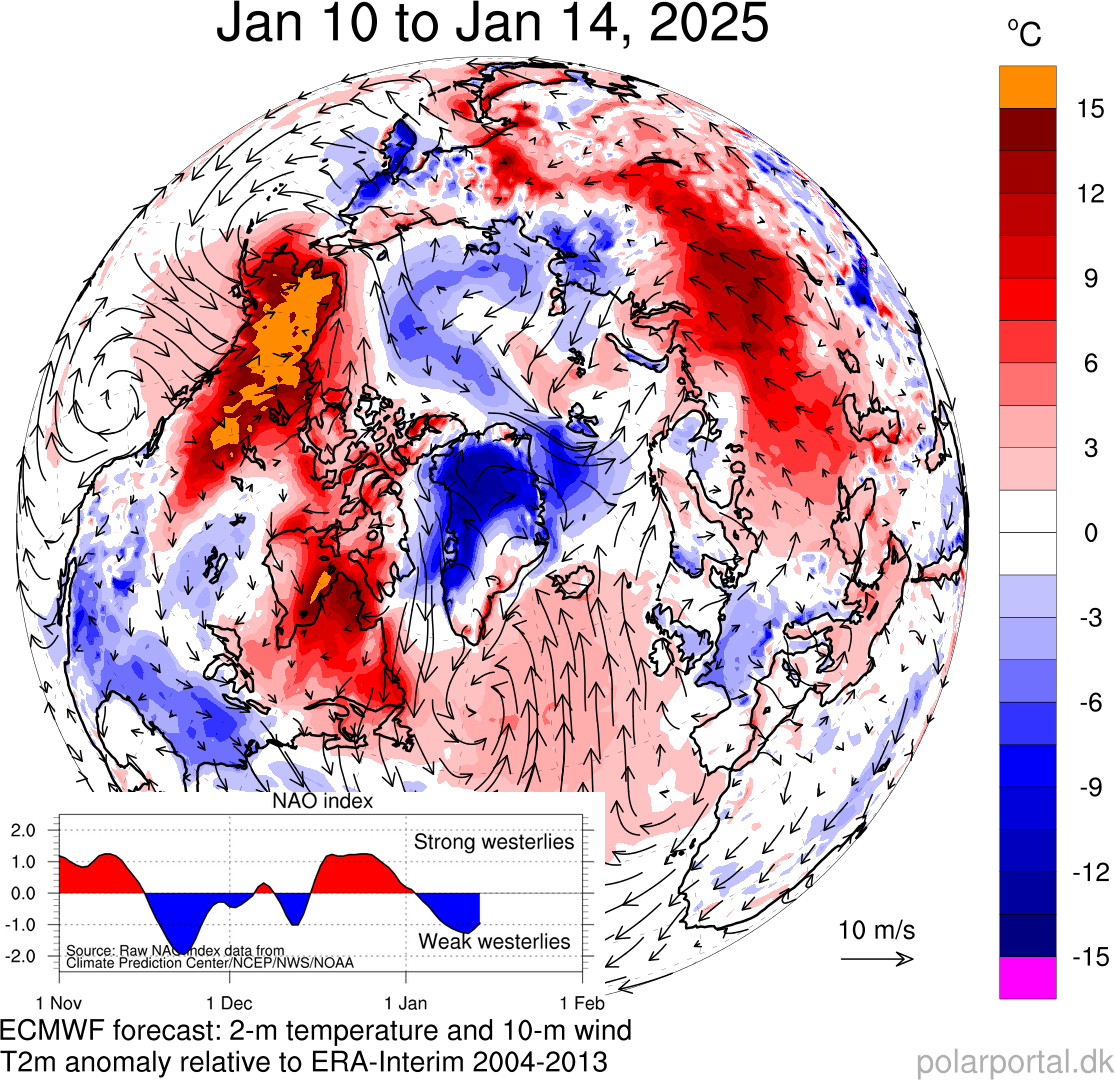 Jan 10 to Jan 14, 2025
oC
15
12
9
6
3
0
-3
-6
-9
-12
-15
10 m/s
NAO index
2.0
1.0
0.0
-1.0
-2.0
Strong westerlies
Weak westerlies
Source: Raw NAO index data from
Climate Prediction Center/NCEP/NWS/NOAA
1 Nov
1 Dec
1 Jan
1 Feb
ECMWF forecast: 2-m temperature and 10-m wind
T2m anomaly relative to ERA-Interim 2004-2013
polarportal.dk